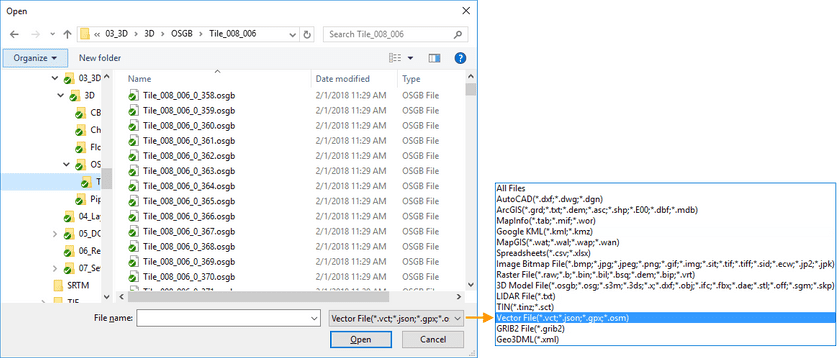 Open
« 03_3D › 3D › OSGB › Tile_008_006
Search Tile_008_006
Organize
New folder
03_3D
3D
CB
Ch
Flo
OS
T
Pip
04_La
05_DC
06_Re
07_Se
SRTM
TIF
Name
Date modified
Type
Tile_008_006_0_358.osgb 2/1/2018 11:29 AM OSGB File
Tile_008_006_0_359.osgb 2/1/2018 11:29 AM OSGB File
Tile_008_006_0_360.osgb 2/1/2018 11:29 AM OSGB File
Tile_008_006_0_361.osgb 2/1/2018 11:29 AM OSGB File
Tile_008_006_0_362.osgb 2/1/2018 11:29 AM OSGB File
Tile_008_006_0_363.osgb 2/1/2018 11:29 AM OSGB File
Tile_008_006_0_364.osgb 2/1/2018 11:29 AM OSGB File
Tile_008_006_0_365.osgb 2/1/2018 11:29 AM OSGB File
Tile_008_006_0_366.osgb 2/1/2018 11:29 AM OSGB File
Tile_008_006_0_367.osgb 2/1/2018 11:29 AM OSGB File
Tile_008_006_0_368.osgb 2/1/2018 11:29 AM OSGB File
Tile_008_006_0_369.osgb 2/1/2018 11:29 AM OSGB File
Tile_008_006_0_370.osgb 2/1/2018 11:29 AM OSGB File
File name:
Vector File(*.vct;*.json;*.gpx;*.o
Open
Cancel
All Files
AutoCAD(*.dxf;*.dwg;*.dgn)
ArcGIS(*.grd;*.txt;*.dem;*.asc;*.shp;*.E00;*.dbf;*.mdb)
MapInfo(*.tab;*.mif;*.wor)
Google KML(*.kml;*.kmz)
MapGIS(*.wat;*.wal;*.wap;*.wan)
Spreadsheets(*.csv;*.xlsx)
Image Bitmap File(*.bmp;*.jpg;*.jpeg;*.png;*.gif;*.img;*.sit;*.tif;*.tiff;*.sid;*.ecw;*.jp2;*.jpk)
Raster File(*.raw;*.b;*.bin;*.bil;*.bsq;*.dem;*.bip;*.vrt)
3D Model File(*.osgb;*.osg;*.s3m;*.3ds;*.x;*.dxf;*.obj;*.ifc;*.fbx;*.dae;*.stl;*.off;*.sgm;*.skp)
LIDAR File(*.txt)
TIN(*.tinz;*.sct)
Vector File(*.vct;*.json;*.gpx;*.osm)
GRIB2 File(*.grib2)
Geo3DML(*.xml)